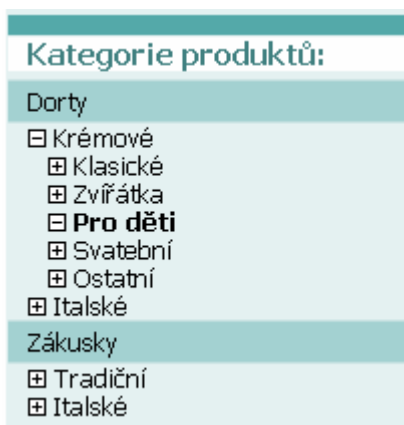 Kategorie produktů:
Dorty
Krémové
Klasické
Zvířátka
Pro děti
Svatební
Ostatní
Italské
Zákusky
Tradiční
Italské